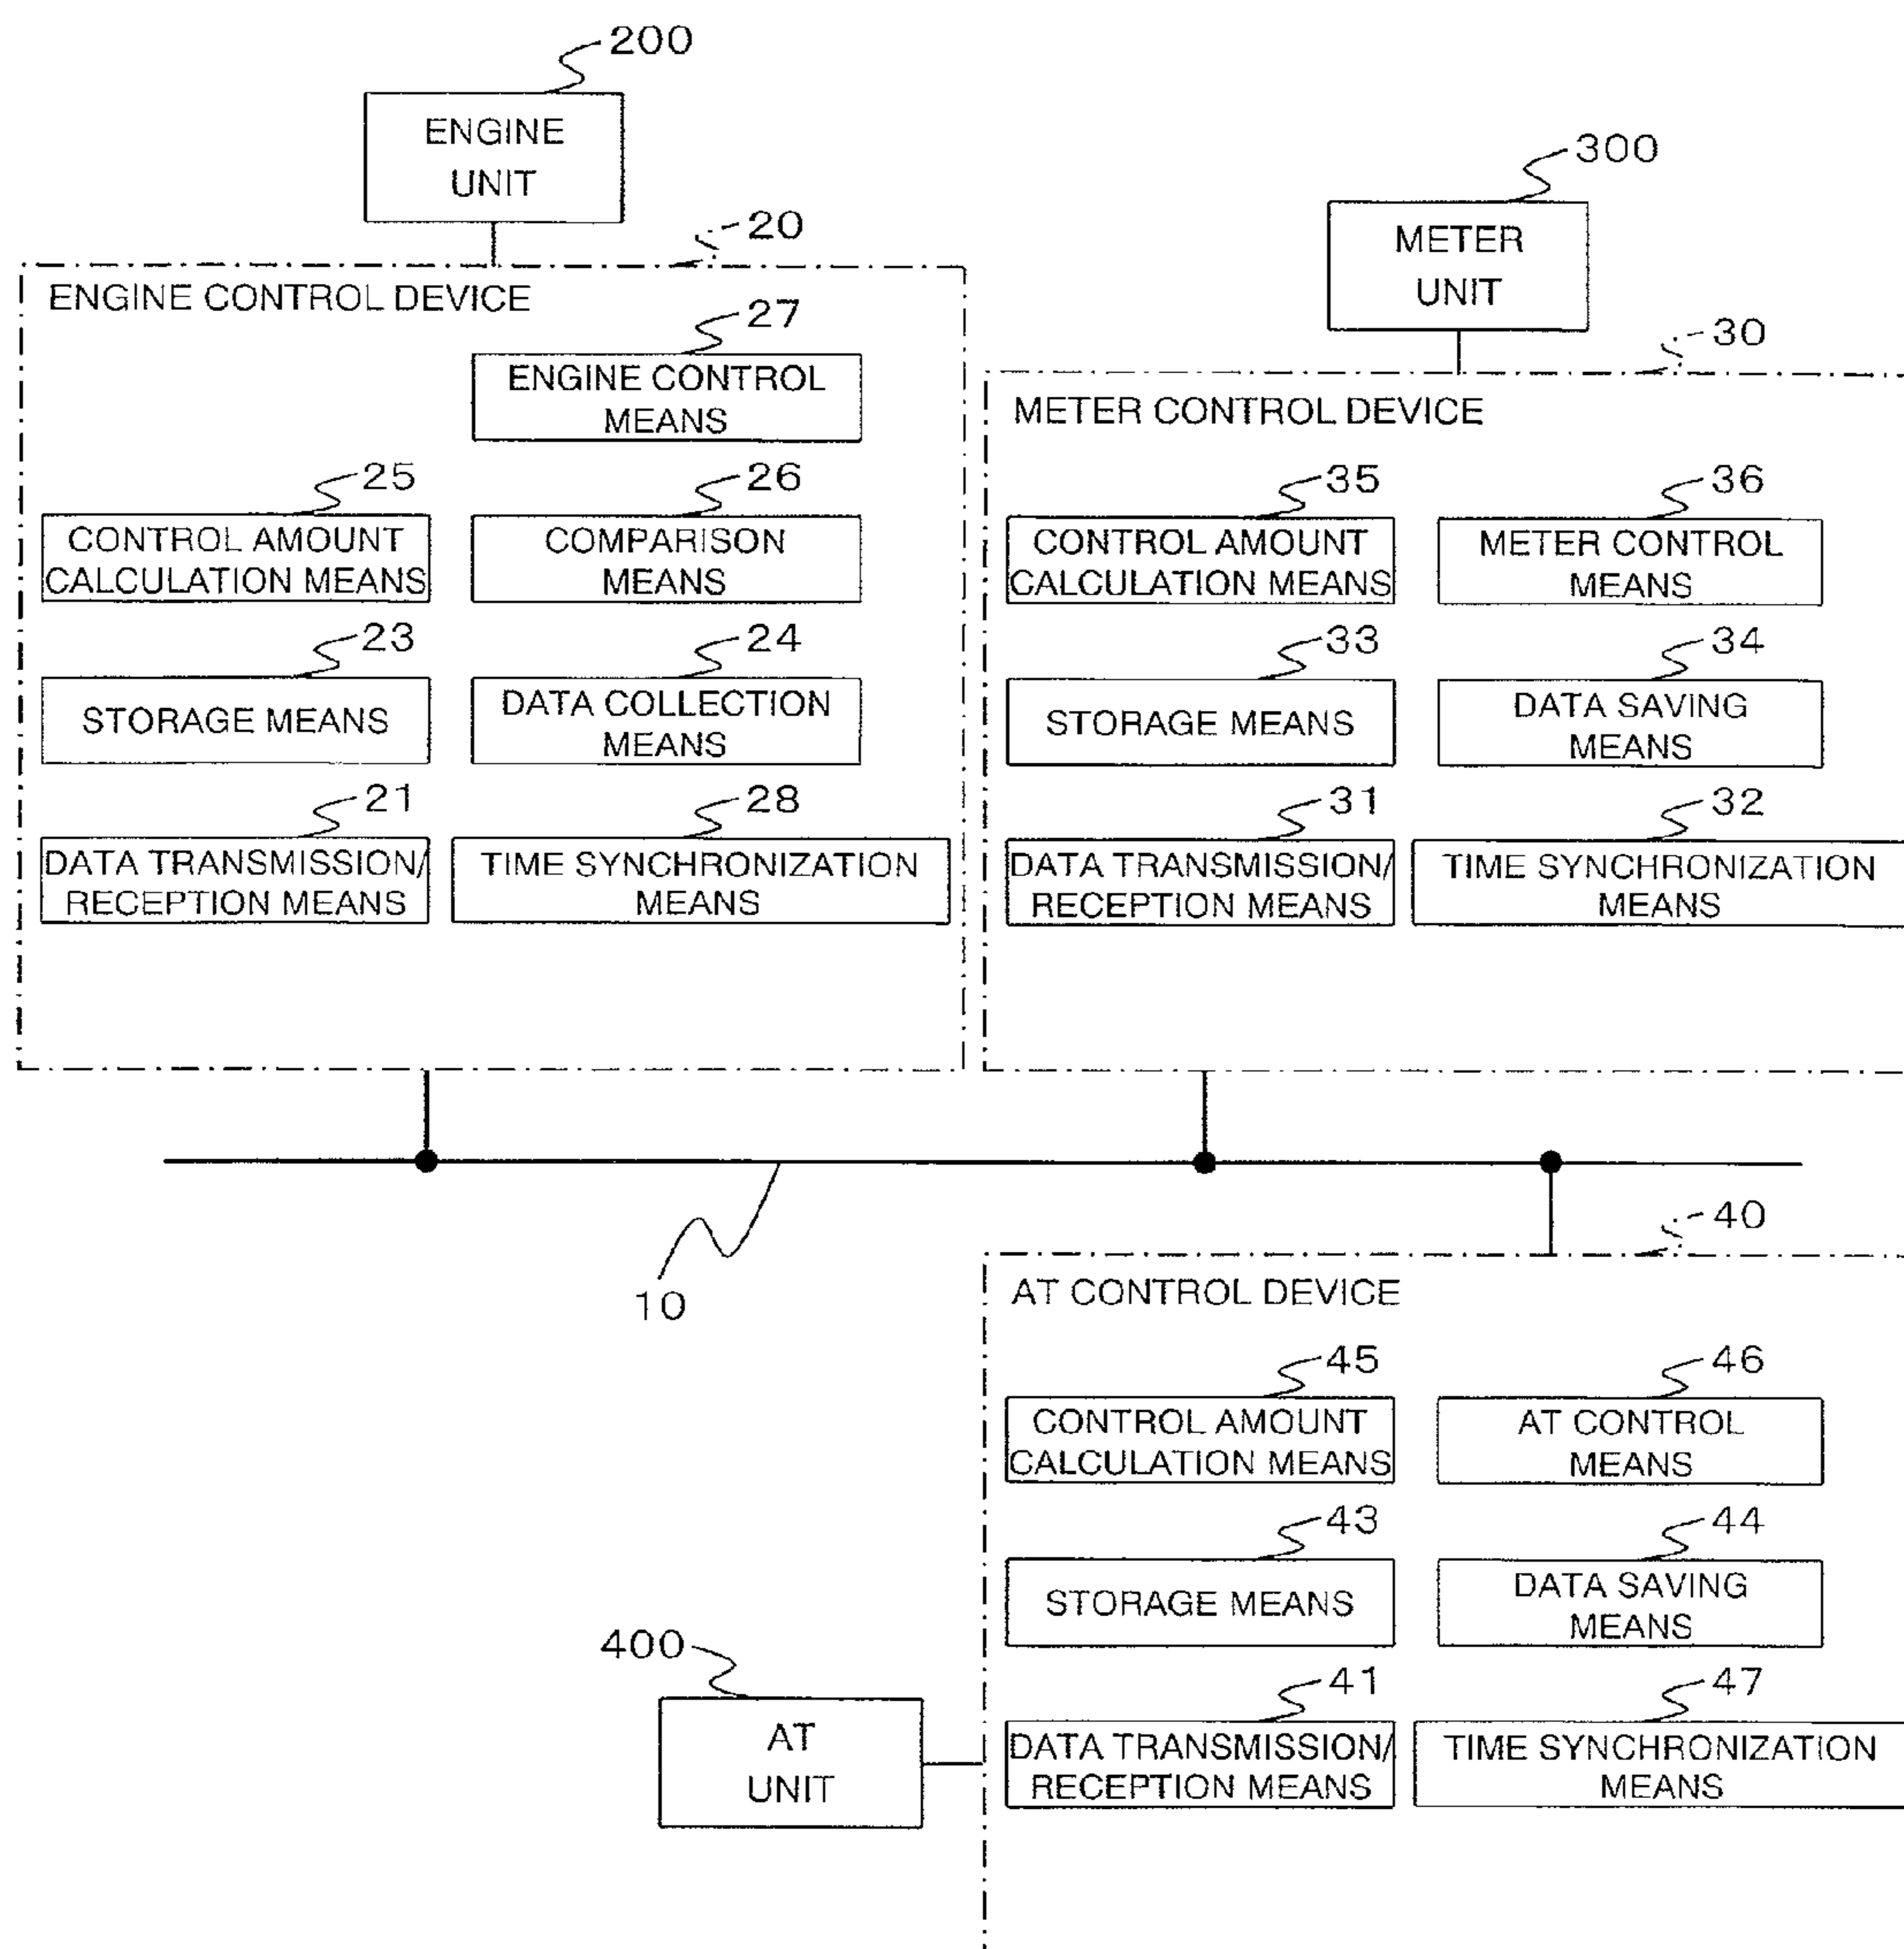 200
ENGINE
UNIT
300
METER
UNIT
20
ENGINE CONTROL DEVICE
27
ENGINE CONTROL
MEANS
25
CONTROL AMOUNT
CALCULATION MEANS
26
COMPARISON
MEANS
23
STORAGE MEANS
24
DATA COLLECTION
MEANS
21
DATA TRANSMISSION/
RECEPTION MEANS
28
TIME SYNCHRONIZATION
MEANS
30
METER CONTROL DEVICE
35
CONTROL AMOUNT
CALCULATION MEANS
36
METER CONTROL
MEANS
33
STORAGE MEANS
34
DATA SAVING
MEANS
31
DATA TRANSMISSION/
RECEPTION MEANS
32
TIME SYNCHRONIZATION
MEANS
10
40
AT CONTROL DEVICE
45
CONTROL AMOUNT
CALCULATION MEANS
46
AT CONTROL
MEANS
43
STORAGE MEANS
44
DATA SAVING
MEANS
400
AT
UNIT
41
DATA TRANSMISSION/
RECEPTION MEANS
47
TIME SYNCHRONIZATION
MEANS